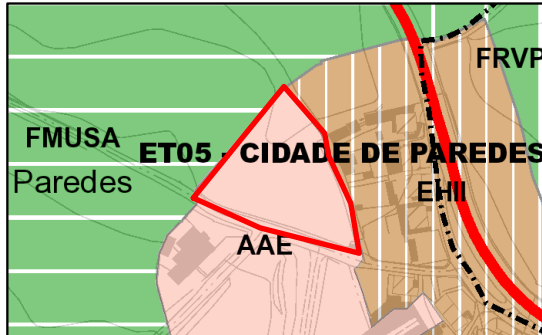 FRVP
FMUSA
ET05 - CIDADE DE PAREDES
Paredes
EHII
AAE